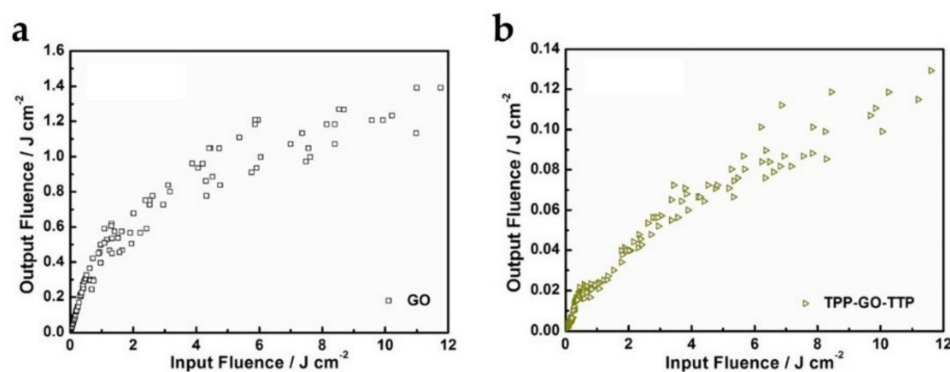 a
Output Fluence / J cm⁻²
1.6
1.4
1.2
1.0
0.8
0.6
0.4
0.2
0.0
GO
0 2 4 6 8 10 12
Input Fluence / J cm⁻²
b
Output Fluence / J cm⁻²
0.14
0.12
0.10
0.08
0.06
0.04
0.02
0.00
TPP-GO-TTP
0 2 4 6 8 10 12
Input Fluence / J cm⁻²